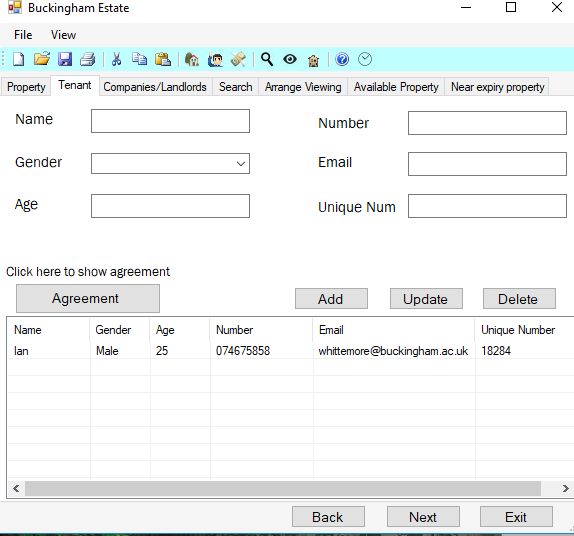 Buckingham Estate
File View
Property Tenant Companies/Landlords Search Arrange Viewing Available Property Near expiry property
Name
Number
Gender
Email
Age
Unique Num
Click here to show agreement
Agreement Add Update Delete
Name Gender Age Number Email Unique Number
Ian Male 25 074675858 whittemore@buckingham.ac.uk 18284
Back Next Exit